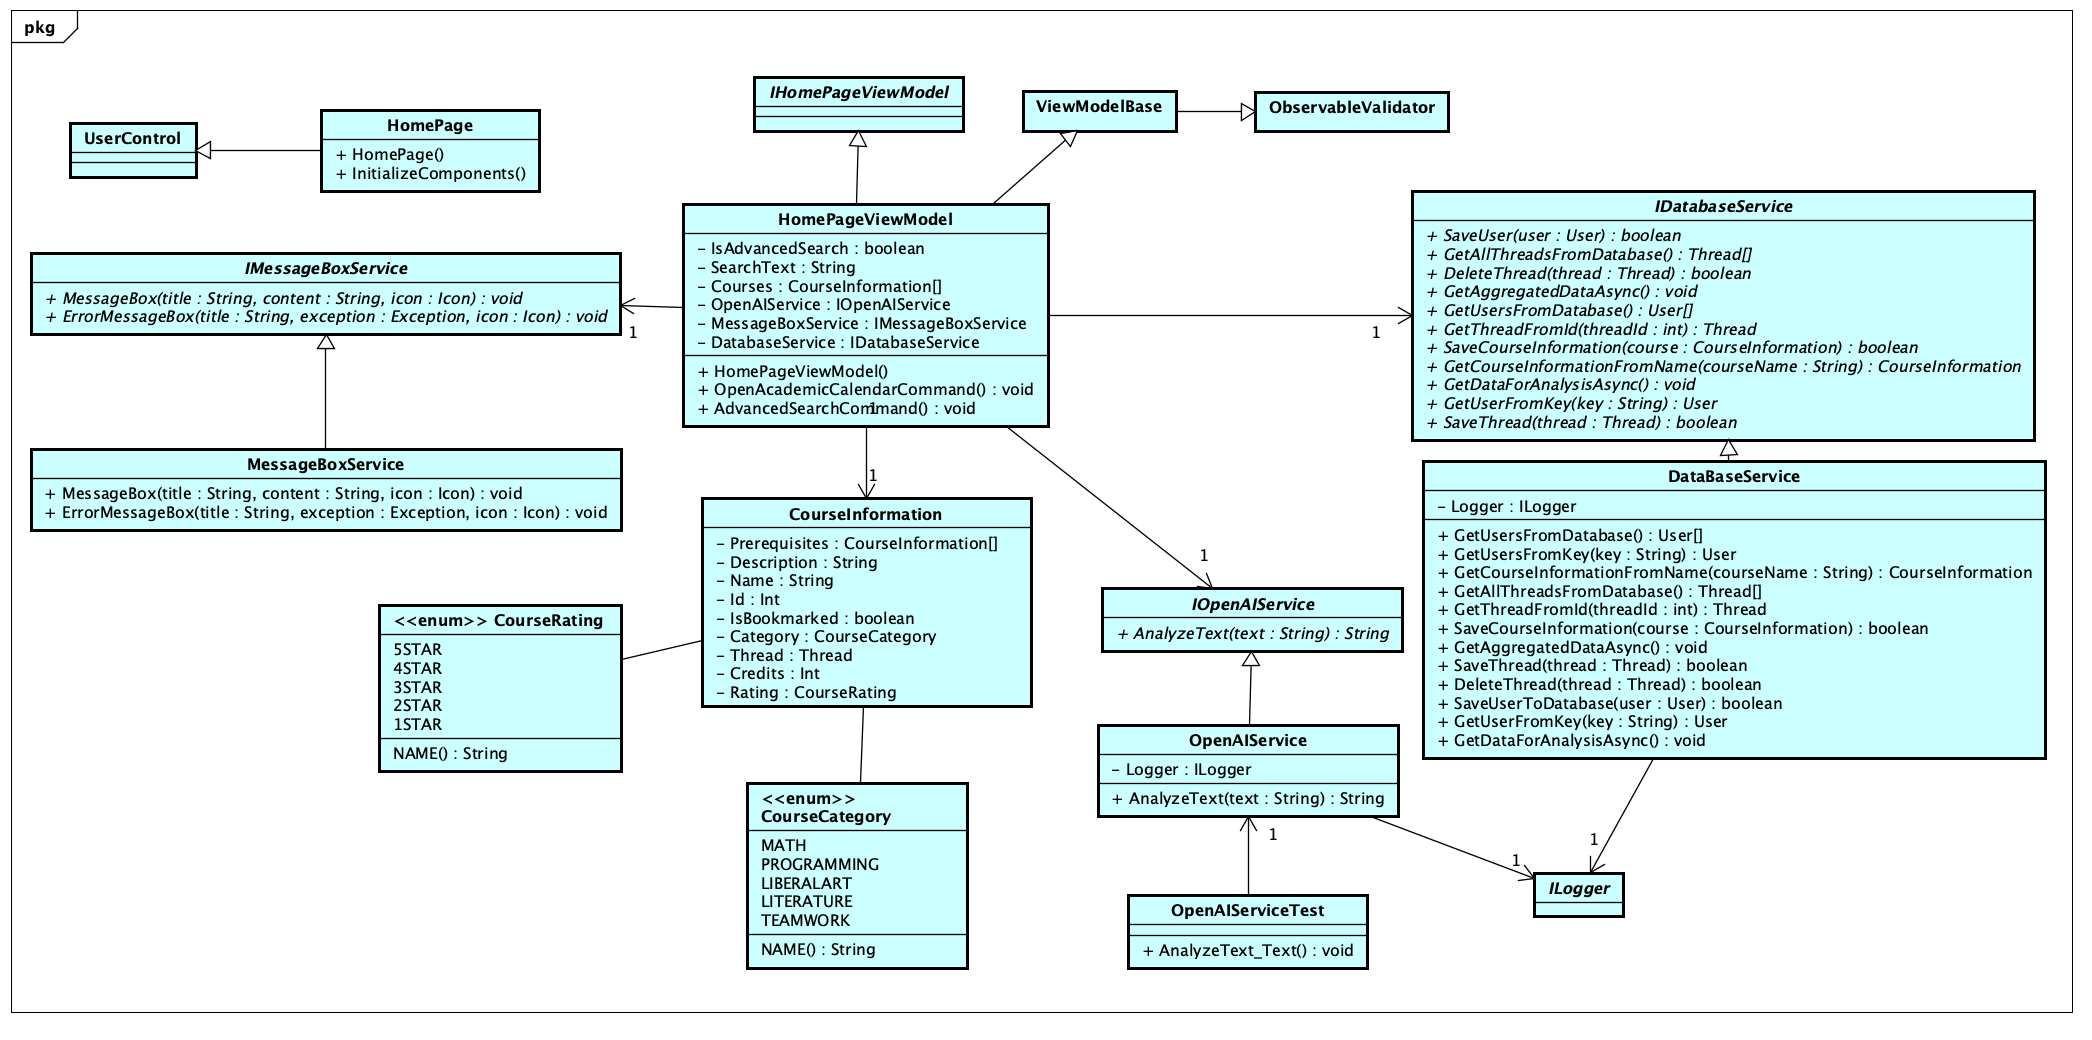 pkg
IHomePageViewModel
ViewModelBase
ObservableValidator
UserControl
HomePage
+ HomePage()
+ InitializeComponents()
HomePageViewModel
- IsAdvancedSearch : boolean
- SearchText : String
- Courses : CourseInformation[]
- OpenAIService : IOpenAIService
- MessageBoxService : IMessageBoxService
- DatabaseService : IDatabaseService
+ HomePageViewModel()
+ OpenAcademicCalendarCommand() : void
+ AdvancedSearchCommand() : void
1
IMessageBoxService
+ MessageBox(title : String, content : String, icon : Icon) : void
+ ErrorMessageBox(title : String, exception : Exception, icon : Icon) : void
1
1
IDatabaseService
+ SaveUser(user : User) : boolean
+ GetAllThreadsFromDatabase() : Thread[]
+ DeleteThread(thread : Thread) : boolean
+ GetAggregatedDataAsync() : void
+ GetUsersFromDatabase() : User[]
+ GetThreadFromId(threadId : int) : Thread
+ SaveCourseInformation(course : CourseInformation) : boolean
+ GetCourseInformationFromName(courseName : String) : CourseInformation
+ GetDataForAnalysisAsync() : void
+ GetUserFromKey(key : String) : User
+ SaveThread(thread : Thread) : boolean
MessageBoxService
+ MessageBox(title : String, content : String, icon : Icon) : void
+ ErrorMessageBox(title : String, exception : Exception, icon : Icon) : void
1
CourseInformation
- Prerequisites : CourseInformation[]
- Description : String
- Name : String
- Id : Int
- IsBookmarked : boolean
- Category : CourseCategory
- Thread : Thread
- Credits : Int
- Rating : CourseRating
DataBaseService
- Logger : ILogger
+ GetUsersFromDatabase() : User[]
+ GetUsersFromKey(key : String) : User
+ GetCourseInformationFromName(courseName : String) : CourseInformation
+ GetAllThreadsFromDatabase() : Thread[]
+ GetThreadFromId(threadId : int) : Thread
+ SaveCourseInformation(course : CourseInformation) : boolean
+ GetAggregatedDataAsync() : void
+ SaveThread(thread : Thread) : boolean
+ DeleteThread(thread : Thread) : boolean
+ SaveUserToDatabase(user : User) : boolean
+ GetUserFromKey(key : String) : User
+ GetDataForAnalysisAsync() : void
1
IOpenAIService
+ AnalyzeText(text : String) : String
<<enum>> CourseRating
5STAR
4STAR
3STAR
2STAR
1STAR
NAME() : String
OpenAIService
- Logger : ILogger
+ AnalyzeText(text : String) : String
<<enum>>
CourseCategory
MATH
PROGRAMMING
LIBERALART
LITERATURE
TEAMWORK
NAME() : String
1
1
1
ILogger
OpenAIServiceTest
+ AnalyzeText_Text() : void